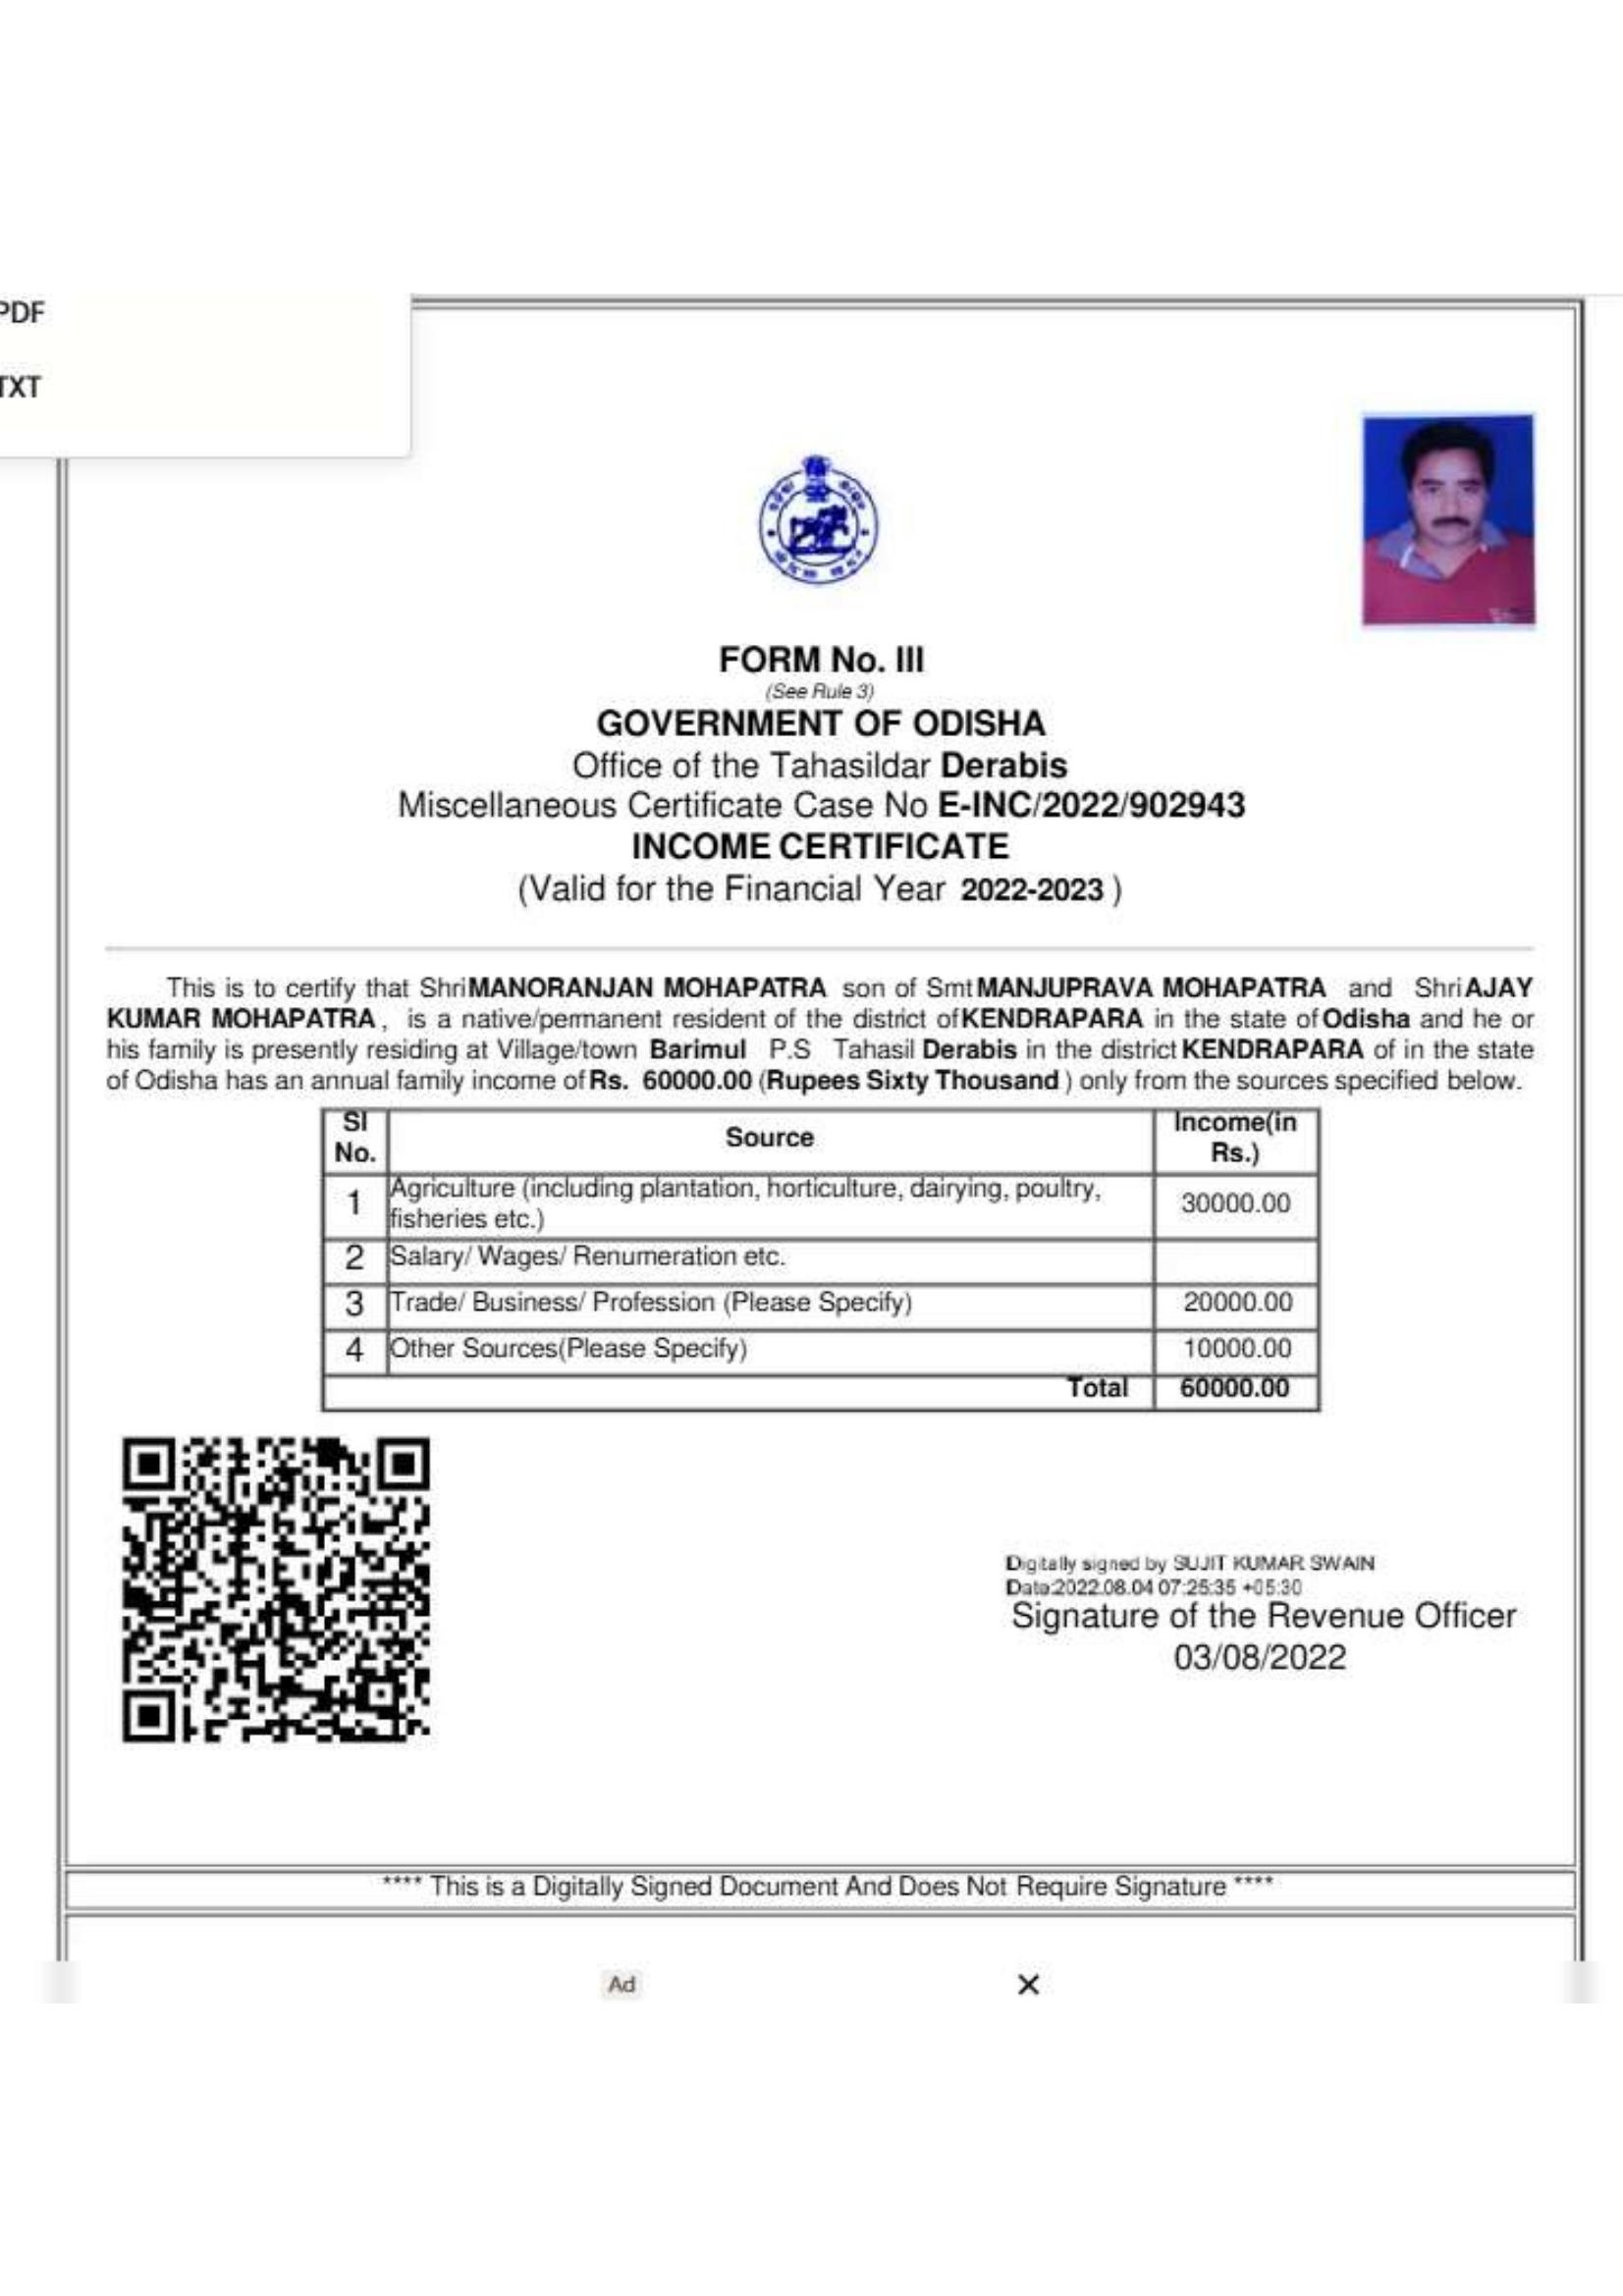 PDF
TXT
FORM No. III
(See Rule 3)
GOVERNMENT OF ODISHA
Office of the Tahasildar Derabis
Miscellaneous Certificate Case No E-INC/2022/902943
INCOME CERTIFICATE
(Valid for the Financial Year 2022-2023 )
This is to certify that Shri MANORANJAN MOHAPATRA son of Smt MANJUPRAVA MOHAPATRA and Shri AJAY
KUMAR MOHAPATRA , is a native/permanent resident of the district of KENDRAPARA in the state of Odisha and he or
his family is presently residing at Village/town Barimul P.S Tahasil Derabis in the district KENDRAPARA of in the state
of Odisha has an annual family income of Rs. 60000.00 (Rupees Sixty Thousand ) only from the sources specified below.
Sl No. Source Income(in Rs.)
1 Agriculture (including plantation, horticulture, dairying, poultry, fisheries etc.) 30000.00
2 Salary/ Wages/ Renumeration etc.
3 Trade/ Business/ Profession (Please Specify) 20000.00
4 Other Sources(Please Specify) 10000.00
Total 60000.00
Digitally signed by SUJIT KUMAR SWAIN
Date:2022.08.04 07:25:35 +05:30
Signature of the Revenue Officer
03/08/2022
**** This is a Digitally Signed Document And Does Not Require Signature ****
Ad